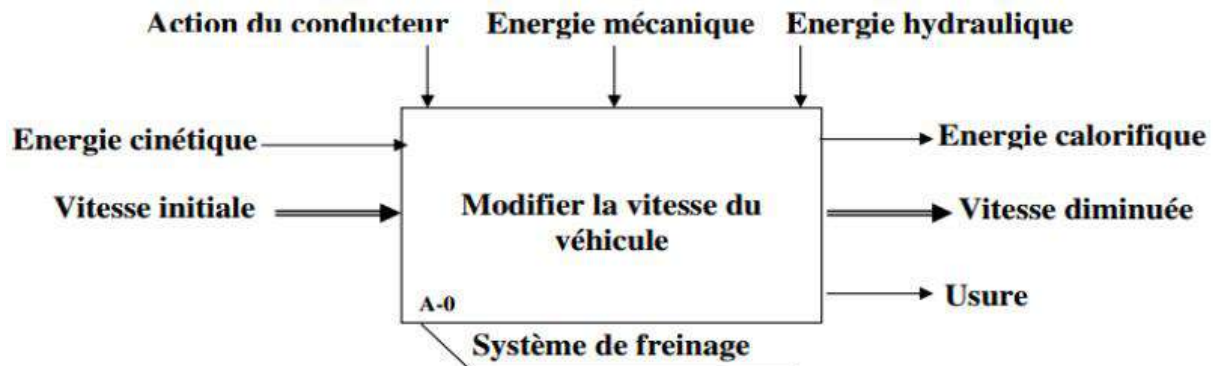 Action du conducteur Energie mécanique Energie hydraulique
Energie cinétique
Energie calorifique
Vitesse initiale
Modifier la vitesse du
véhicule
Vitesse diminuée
Usure
A-0
Système de freinage